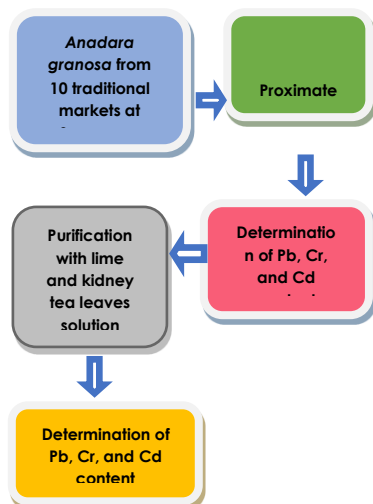 Anadara
granosa from
10 traditional
markets at
Proximate
Determinatio
n of Pb, Cr,
and Cd
Purification
with lime
and kidney
tea leaves
solution
Determination of
Pb, Cr, and Cd
content